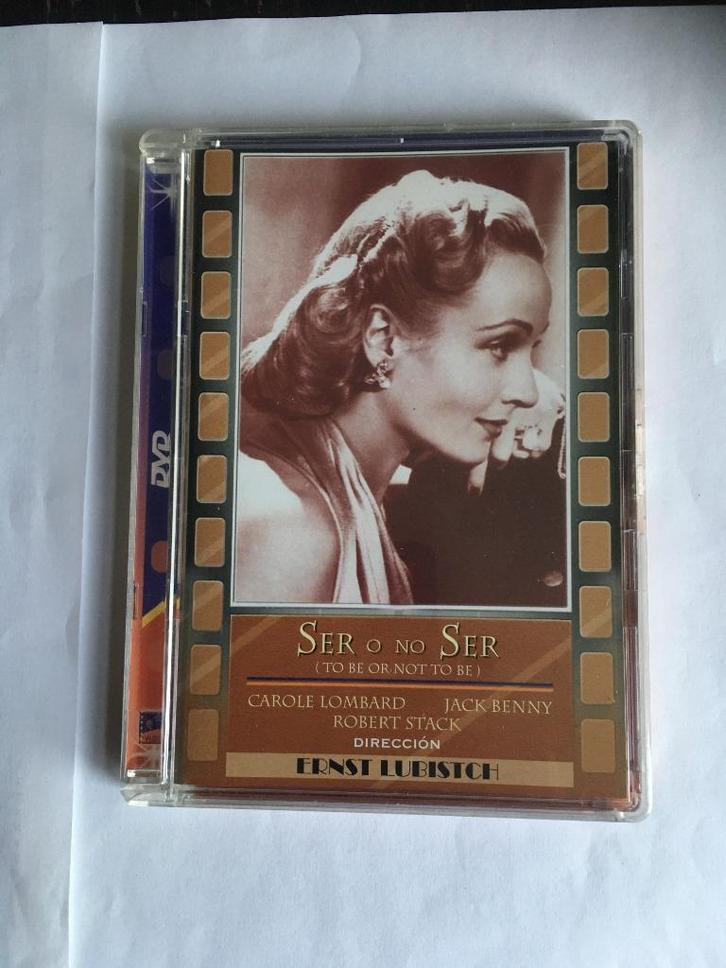 DVD
SER O NO SER
(TO BE OR NOT TO BE)
CAROLE LOMBARD JACK BENNY
ROBERT STACK
DIRECCIÓN
ERNST LUBISTCH